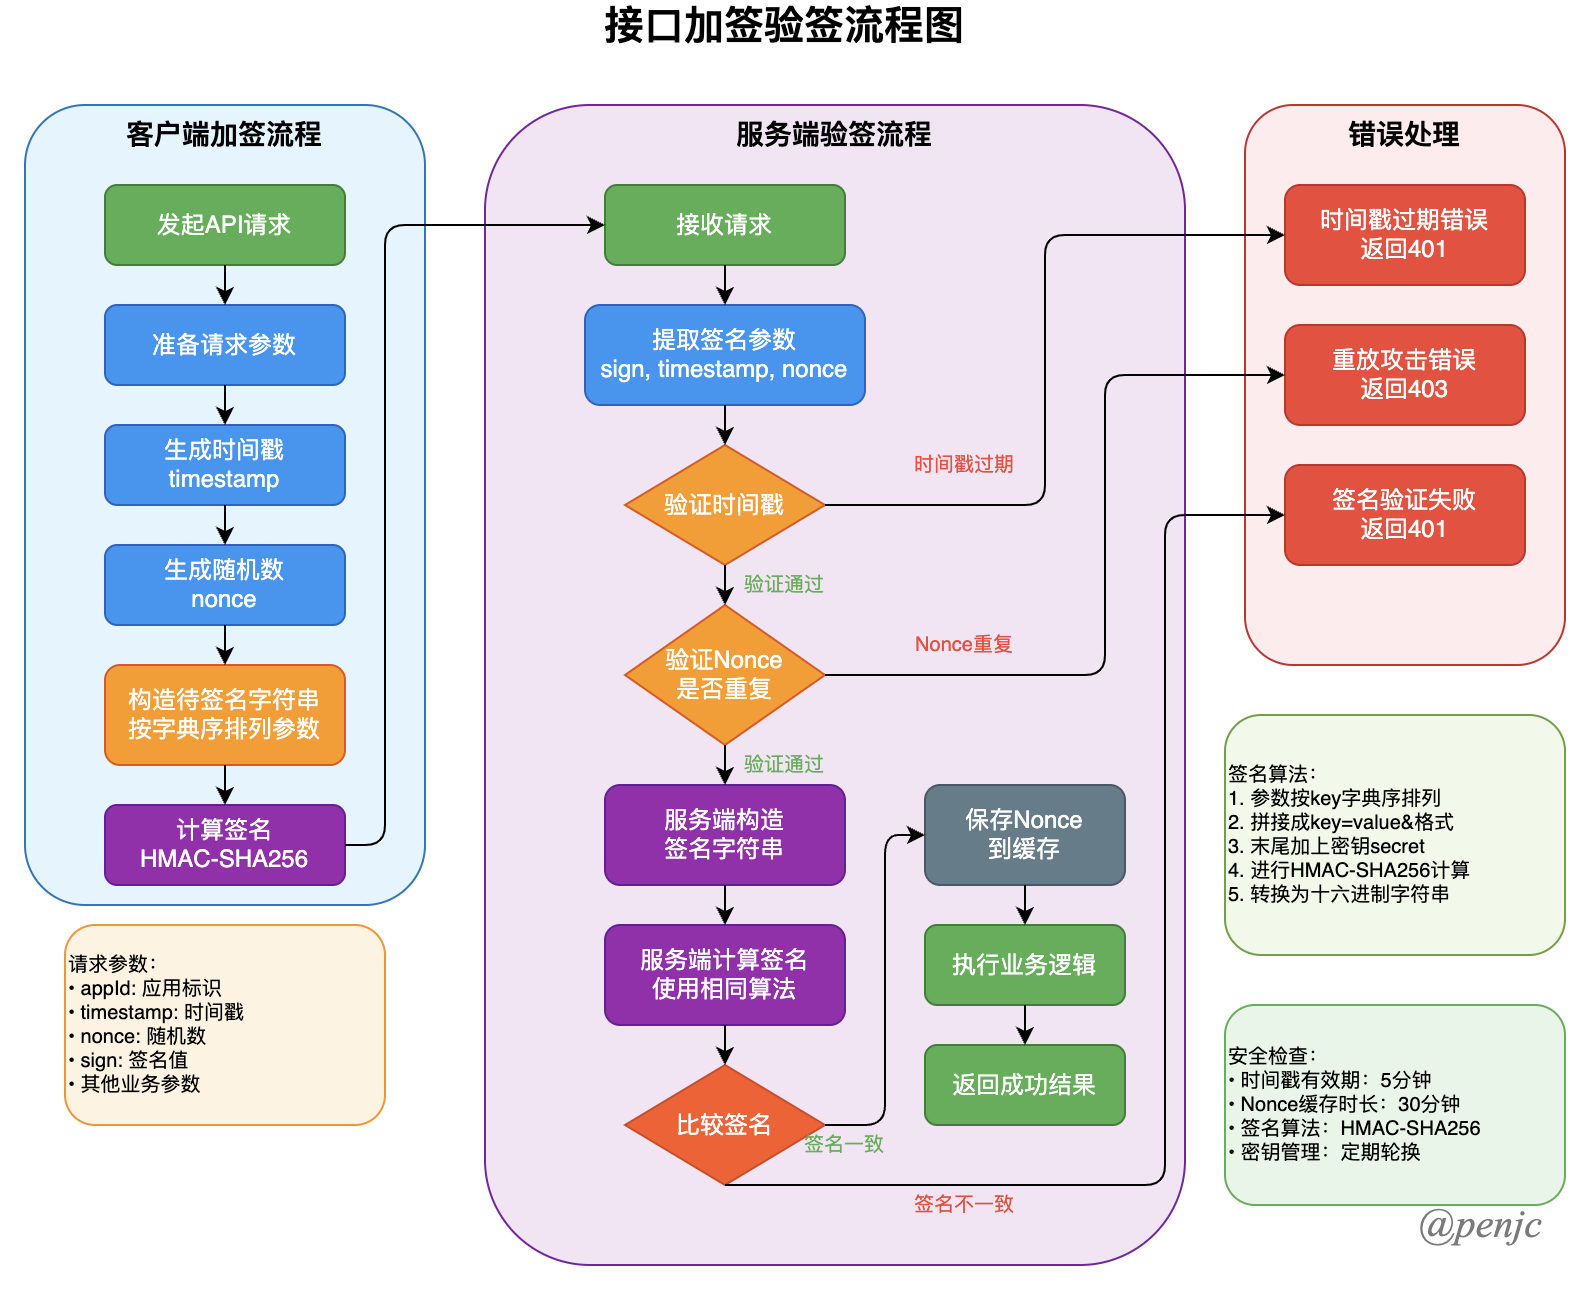 接口加签验签流程图
客户端加签流程
发起API请求
准备请求参数
生成时间戳
timestamp
生成随机数
nonce
构造待签名字符串
按字典序排列参数
计算签名
HMAC-SHA256
请求参数：
• appId: 应用标识
• timestamp: 时间戳
• nonce: 随机数
• sign: 签名值
• 其他业务参数
服务端验签流程
接收请求
提取签名参数
sign, timestamp, nonce
验证时间戳
时间戳过期
验证通过
验证Nonce
是否重复
Nonce重复
验证通过
服务端构造
签名字符串
服务端计算签名
使用相同算法
比较签名
签名一致
签名不一致
保存Nonce
到缓存
执行业务逻辑
返回成功结果
错误处理
时间戳过期错误
返回401
重放攻击错误
返回403
签名验证失败
返回401
签名算法：
1. 参数按key字典序排列
2. 拼接成key=value&格式
3. 末尾加上密钥secret
4. 进行HMAC-SHA256计算
5. 转换为十六进制字符串
安全检查：
• 时间戳有效期：5分钟
• Nonce缓存时长：30分钟
• 签名算法：HMAC-SHA256
• 密钥管理：定期轮换
@penjc